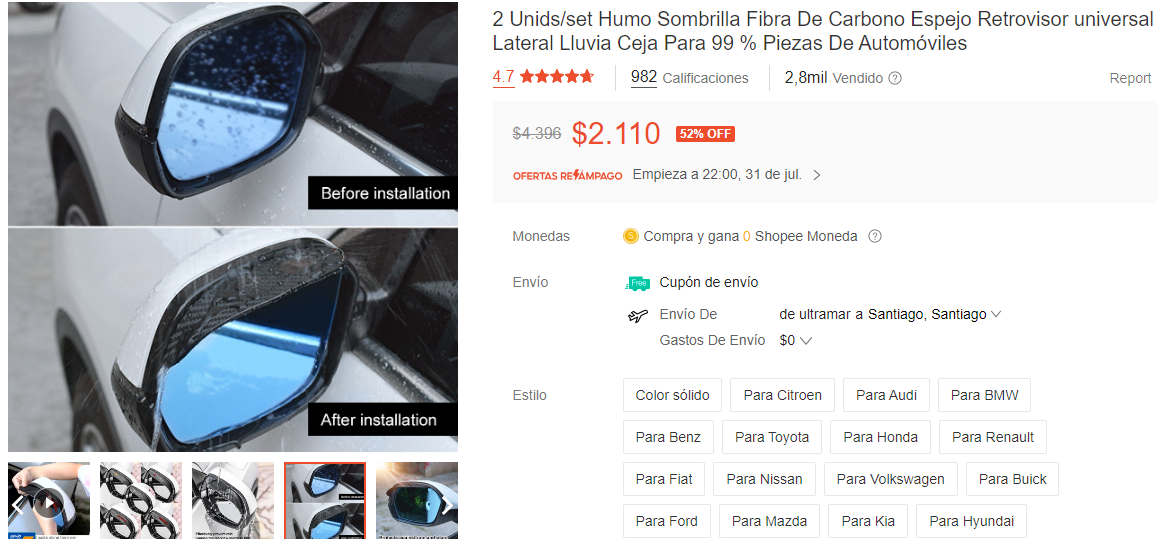 2 Unids/set Humo Sombrilla Fibra De Carbono Espejo Retrovisor universal
Lateral Lluvia Ceja Para 99 % Piezas De Automóviles
4.7 982 Calificaciones 2,8mil Vendido Report
$4.396 $2.110 52% OFF
OFERTAS RELÁMPAGO Empieza a 22:00, 31 de jul.
Before installation
After installation
Monedas Compra y gana 0 Shopee Moneda
Envío Free Cupón de envío
Envío De de ultramar a Santiago, Santiago
Gastos De Envío $0
Estilo Color sólido Para Citroen Para Audi Para BMW
Para Benz Para Toyota Para Honda Para Renault
Para Fiat Para Nissan Para Volkswagen Para Buick
Para Ford Para Mazda Para Kia Para Hyundai